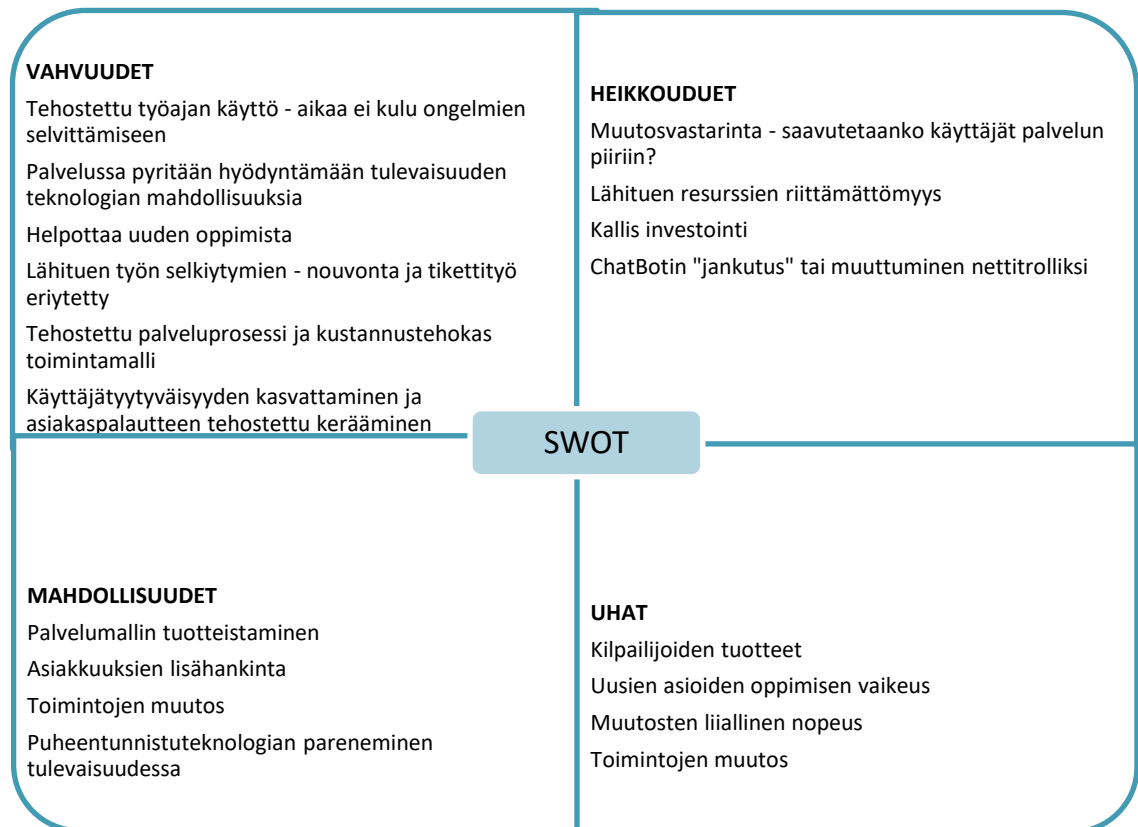 VAHVUUDET
Tehostettu työajan käyttö - aikaa ei kulu ongelmien
selvittämiseen
Palvelussa pyritään hyödyntämään tulevaisuuden
teknologian mahdollisuuksia
Helpottaa uuden oppimista
Lähituen työn selkiytymien - nouvonta ja tikettityö
eriytetty
Tehostettu palveluprosessi ja kustannustehokas
toimintamalli
Käyttäjätyytyväisyyden kasvattaminen ja
asiakaspalautteen tehostettu kerääminen
HEIKKOUDUET
Muutosvastarinta - saavutetaanko käyttäjät palvelun
piiriin?
Lähituen resurssien riittämättömyys
Kallis investointi
ChatBotin "jankutus" tai muuttuminen nettitrolliksi
SWOT
MAHDOLLISUUDET
Palvelumallin tuotteistaminen
Asiakkuuksien lisähankinta
Toimintojen muutos
Puheentunnistuteknologian pareneminen
tulevaisuudessa
UHAT
Kilpailijoiden tuotteet
Uusien asioiden oppimisen vaikeus
Muutosten liiallinen nopeus
Toimintojen muutos